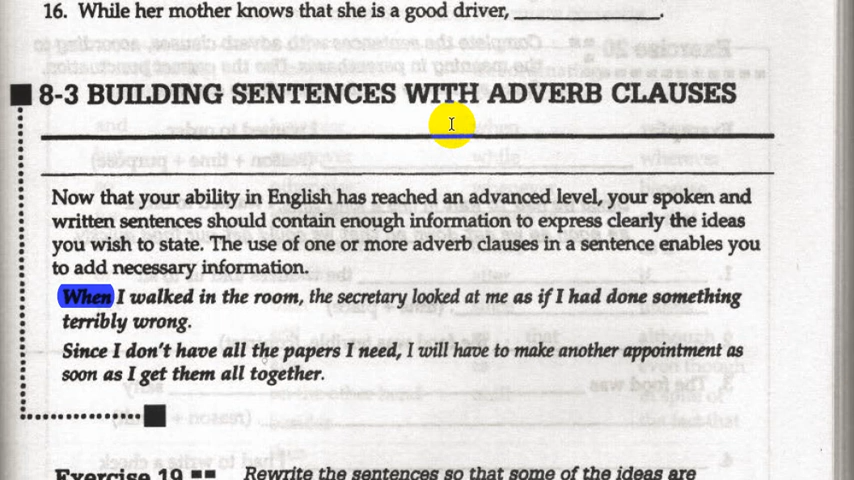 16. While her mother knows that she is a good driver, ____________.
8-3 BUILDING SENTENCES WITH ADVERB CLAUSES
Now that your ability in English has reached an advanced level, your spoken and
written sentences should contain enough information to express clearly the ideas
you wish to state. The use of one or more adverb clauses in a sentence enables you
to add necessary information.
When I walked in the room, the secretary looked at me as if I had done something
terribly wrong.
Since I don't have all the papers I need, I will have to make another appointment as
soon as I get them all together.
Exercise 19 Rewrite the sentences so that some of the ideas are